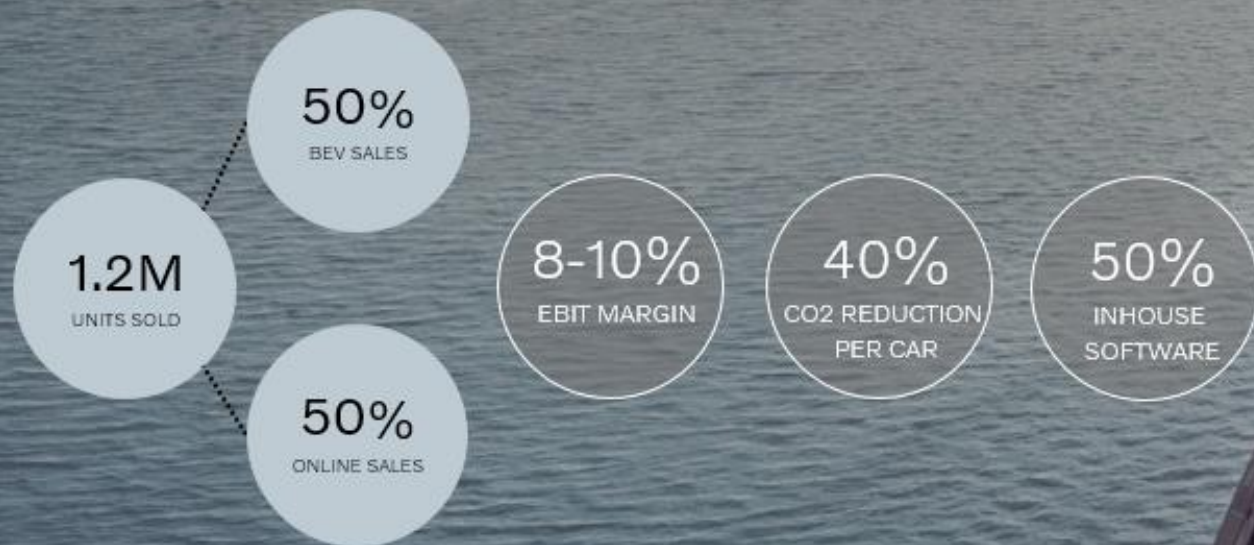 50%
BEV SALES
1.2M
UNITS SOLD
50%
ONLINE SALES
8-10%
EBIT MARGIN
40%
CO2 REDUCTION
PER CAR
50%
INHOUSE
SOFTWARE